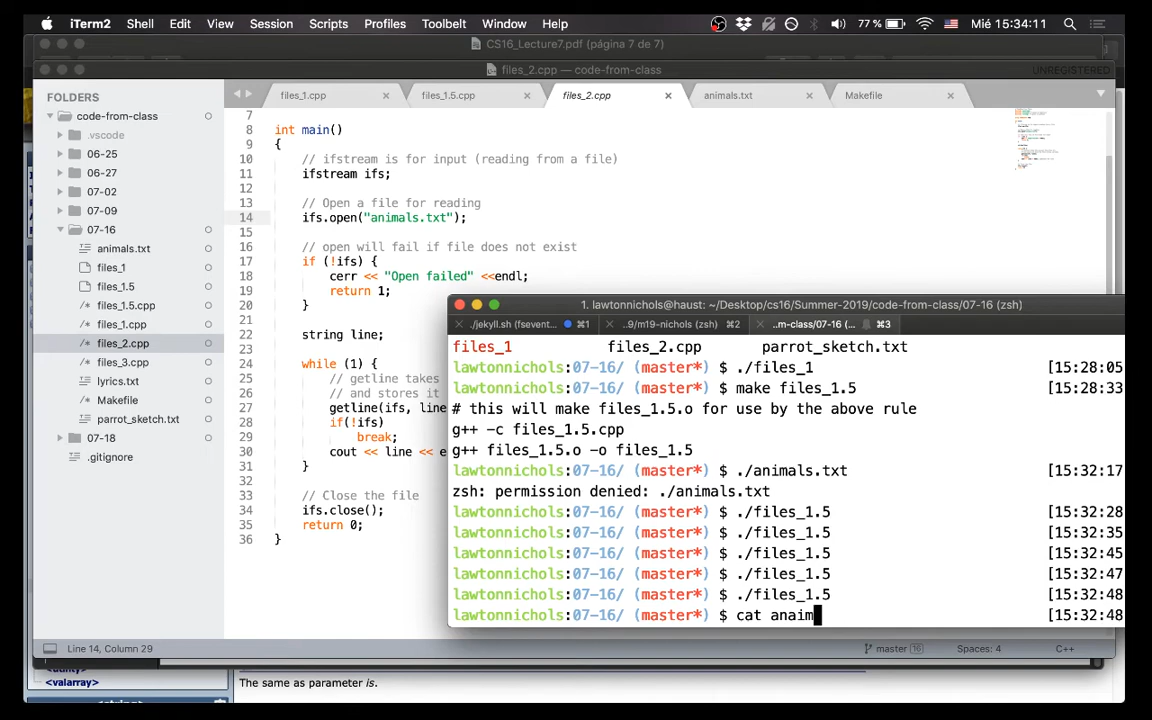 iTerm2 Shell Edit View Session Scripts Profiles Toolbelt Window Help 77 % Mié 15:34:11
CS16_Lecture7.pdf (página 7 de 7)
files_2.cpp — code-from-class UNREGISTERED
FOLDERS
code-from-class
.vscode
06-25
06-27
07-02
07-09
07-16
animals.txt
files_1
files_1.5
files_1.5.cpp
files_1.cpp
files_2.cpp
files_3.cpp
lyrics.txt
Makefile
parrot_sketch.txt
07-18
.gitignore
files_1.cpp files_1.5.cpp files_2.cpp animals.txt Makefile
7
8 int main()
9 {
10 // ifstream is for input (reading from a file)
11 ifstream ifs;
12
13 // Open a file for reading
14 ifs.open("animals.txt");
15
16 // open will fail if file does not exist
17 if (!ifs) {
18 cerr << "Open failed" <<endl;
19 return 1;
20 }
21
22 string line;
23
24 while (1) {
25 // getline takes
26 // and stores it
27 getline(ifs, line
28 if(!ifs)
29 break;
30 cout << line << e
31 }
32
33 // Close the file
34 ifs.close();
35 return 0;
36 }
1. lawtonnichols@haust: ~/Desktop/cs16/Summer-2019/code-from-class/07-16 (zsh)
./jekyll.sh (fsevent... ⌘1 ..9/m19-nichols (zsh) ⌘2 ..m-class/07-16 (... ⌘3
files_1 files_2.cpp parrot_sketch.txt
lawtonnichols:07-16/ (master*) $ ./files_1 [15:28:05
lawtonnichols:07-16/ (master*) $ make files_1.5 [15:28:33
# this will make files_1.5.o for use by the above rule
g++ -c files_1.5.cpp
g++ files_1.5.o -o files_1.5
lawtonnichols:07-16/ (master*) $ ./animals.txt [15:32:17
zsh: permission denied: ./animals.txt
lawtonnichols:07-16/ (master*) $ ./files_1.5 [15:32:28
lawtonnichols:07-16/ (master*) $ ./files_1.5 [15:32:35
lawtonnichols:07-16/ (master*) $ ./files_1.5 [15:32:45
lawtonnichols:07-16/ (master*) $ ./files_1.5 [15:32:47
lawtonnichols:07-16/ (master*) $ ./files_1.5 [15:32:48
lawtonnichols:07-16/ (master*) $ cat anaim [15:32:48
Line 14, Column 29 master 16 Spaces: 4 C++
<valarray>
The same as parameter is.